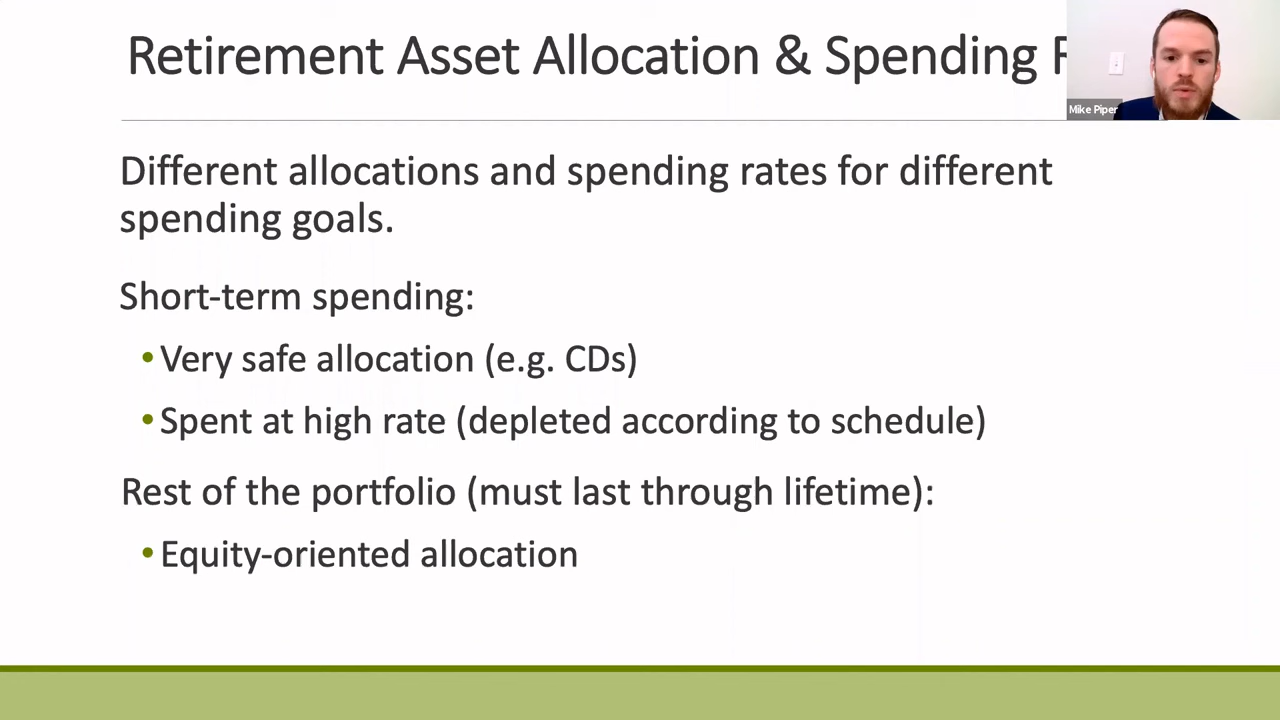 Retirement Asset Allocation & Spending
Mike Piper
Different allocations and spending rates for different
spending goals.
Short-term spending:
•Very safe allocation (e.g. CDs)
•Spent at high rate (depleted according to schedule)
Rest of the portfolio (must last through lifetime):
•Equity-oriented allocation